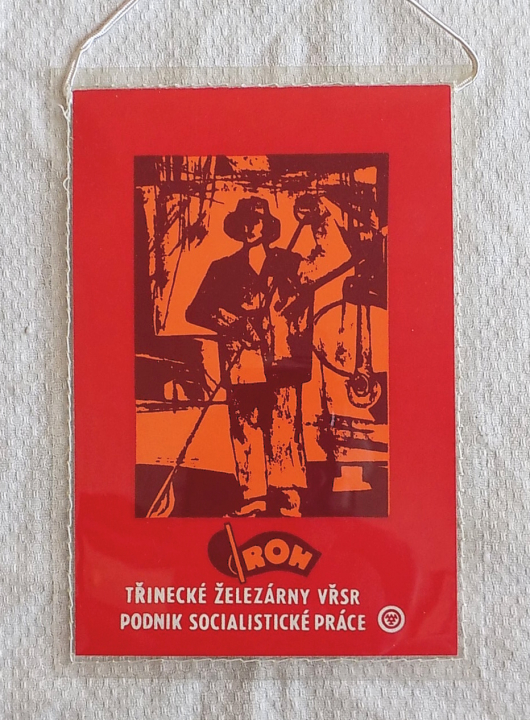 ROH
TŘINECKÉ ŽELEZÁRNY VŘSR
PODNIK SOCIALISTICKÉ PRÁCE